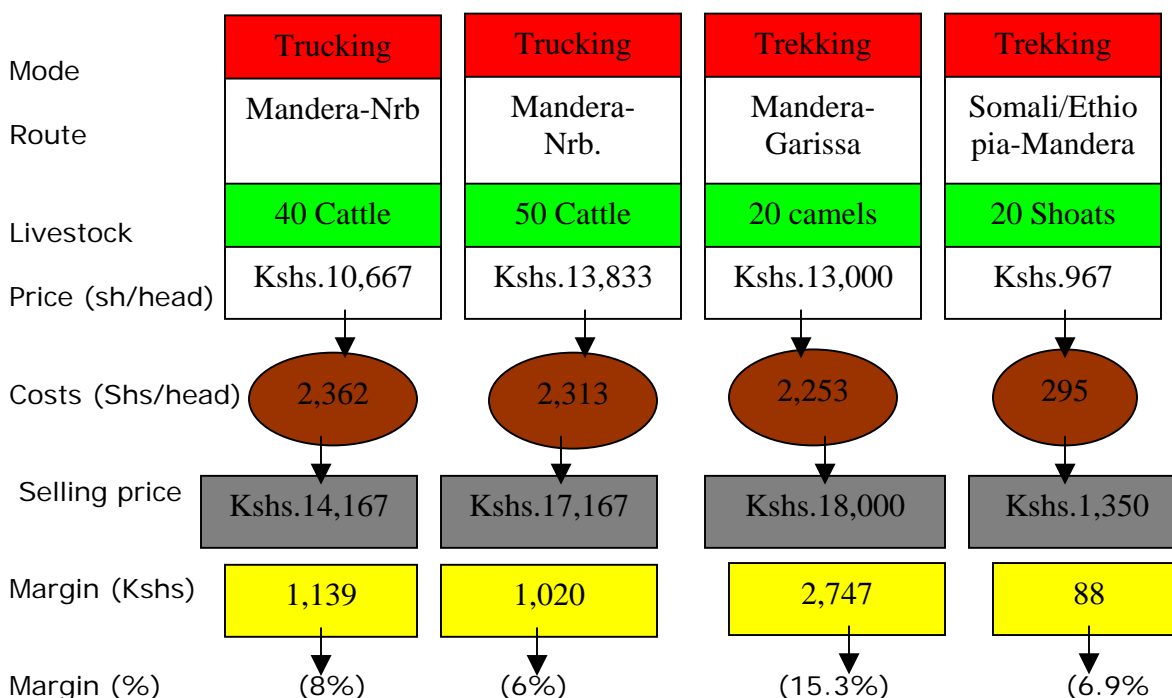 Mode
Trucking
Trucking
Trekking
Trekking
Route
Mandera-Nrb
Mandera-
Nrb.
Mandera-
Garissa
Somali/Ethio
pia-Mandera
Livestock
40 Cattle
50 Cattle
20 camels
20 Shoats
Price (sh/head)
Kshs.10,667
Kshs.13,833
Kshs.13,000
Kshs.967
Costs (Shs/head)
2,362
2,313
2,253
295
Selling price
Kshs.14,167
Kshs.17,167
Kshs.18,000
Kshs.1,350
Margin (Kshs)
1,139
1,020
2,747
88
Margin (%)
(8%)
(6%)
(15.3%)
(6.9%